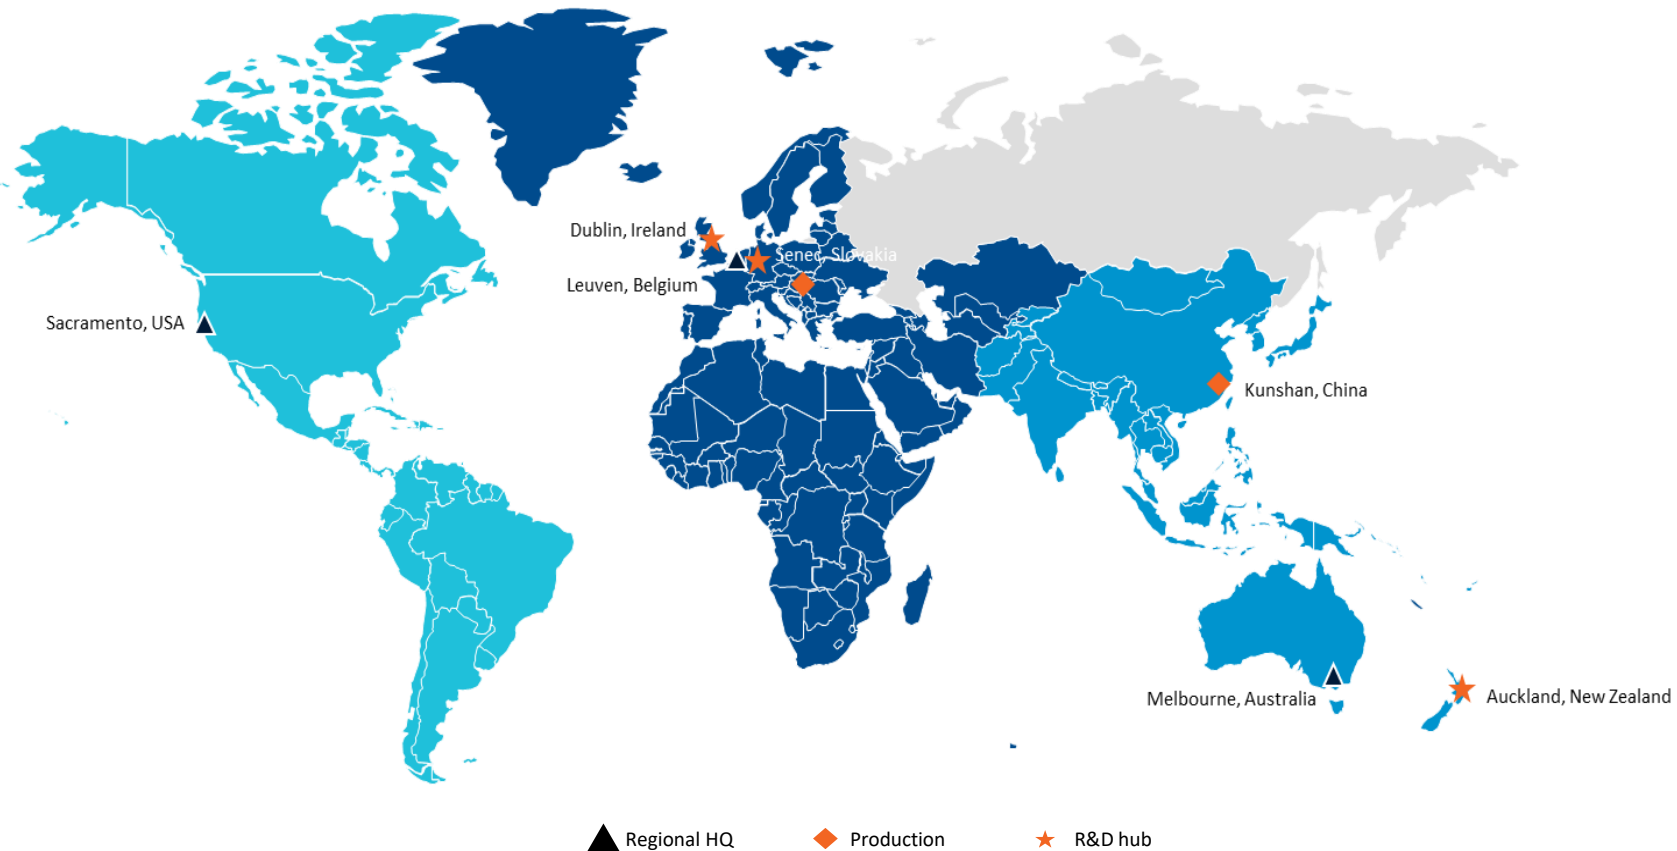 Dublin, Ireland
Senec, Slovakia
Leuven, Belgium
Sacramento, USA
Kunshan, China
Melbourne, Australia
Auckland, New Zealand
Regional HQ
Production
R&D hub